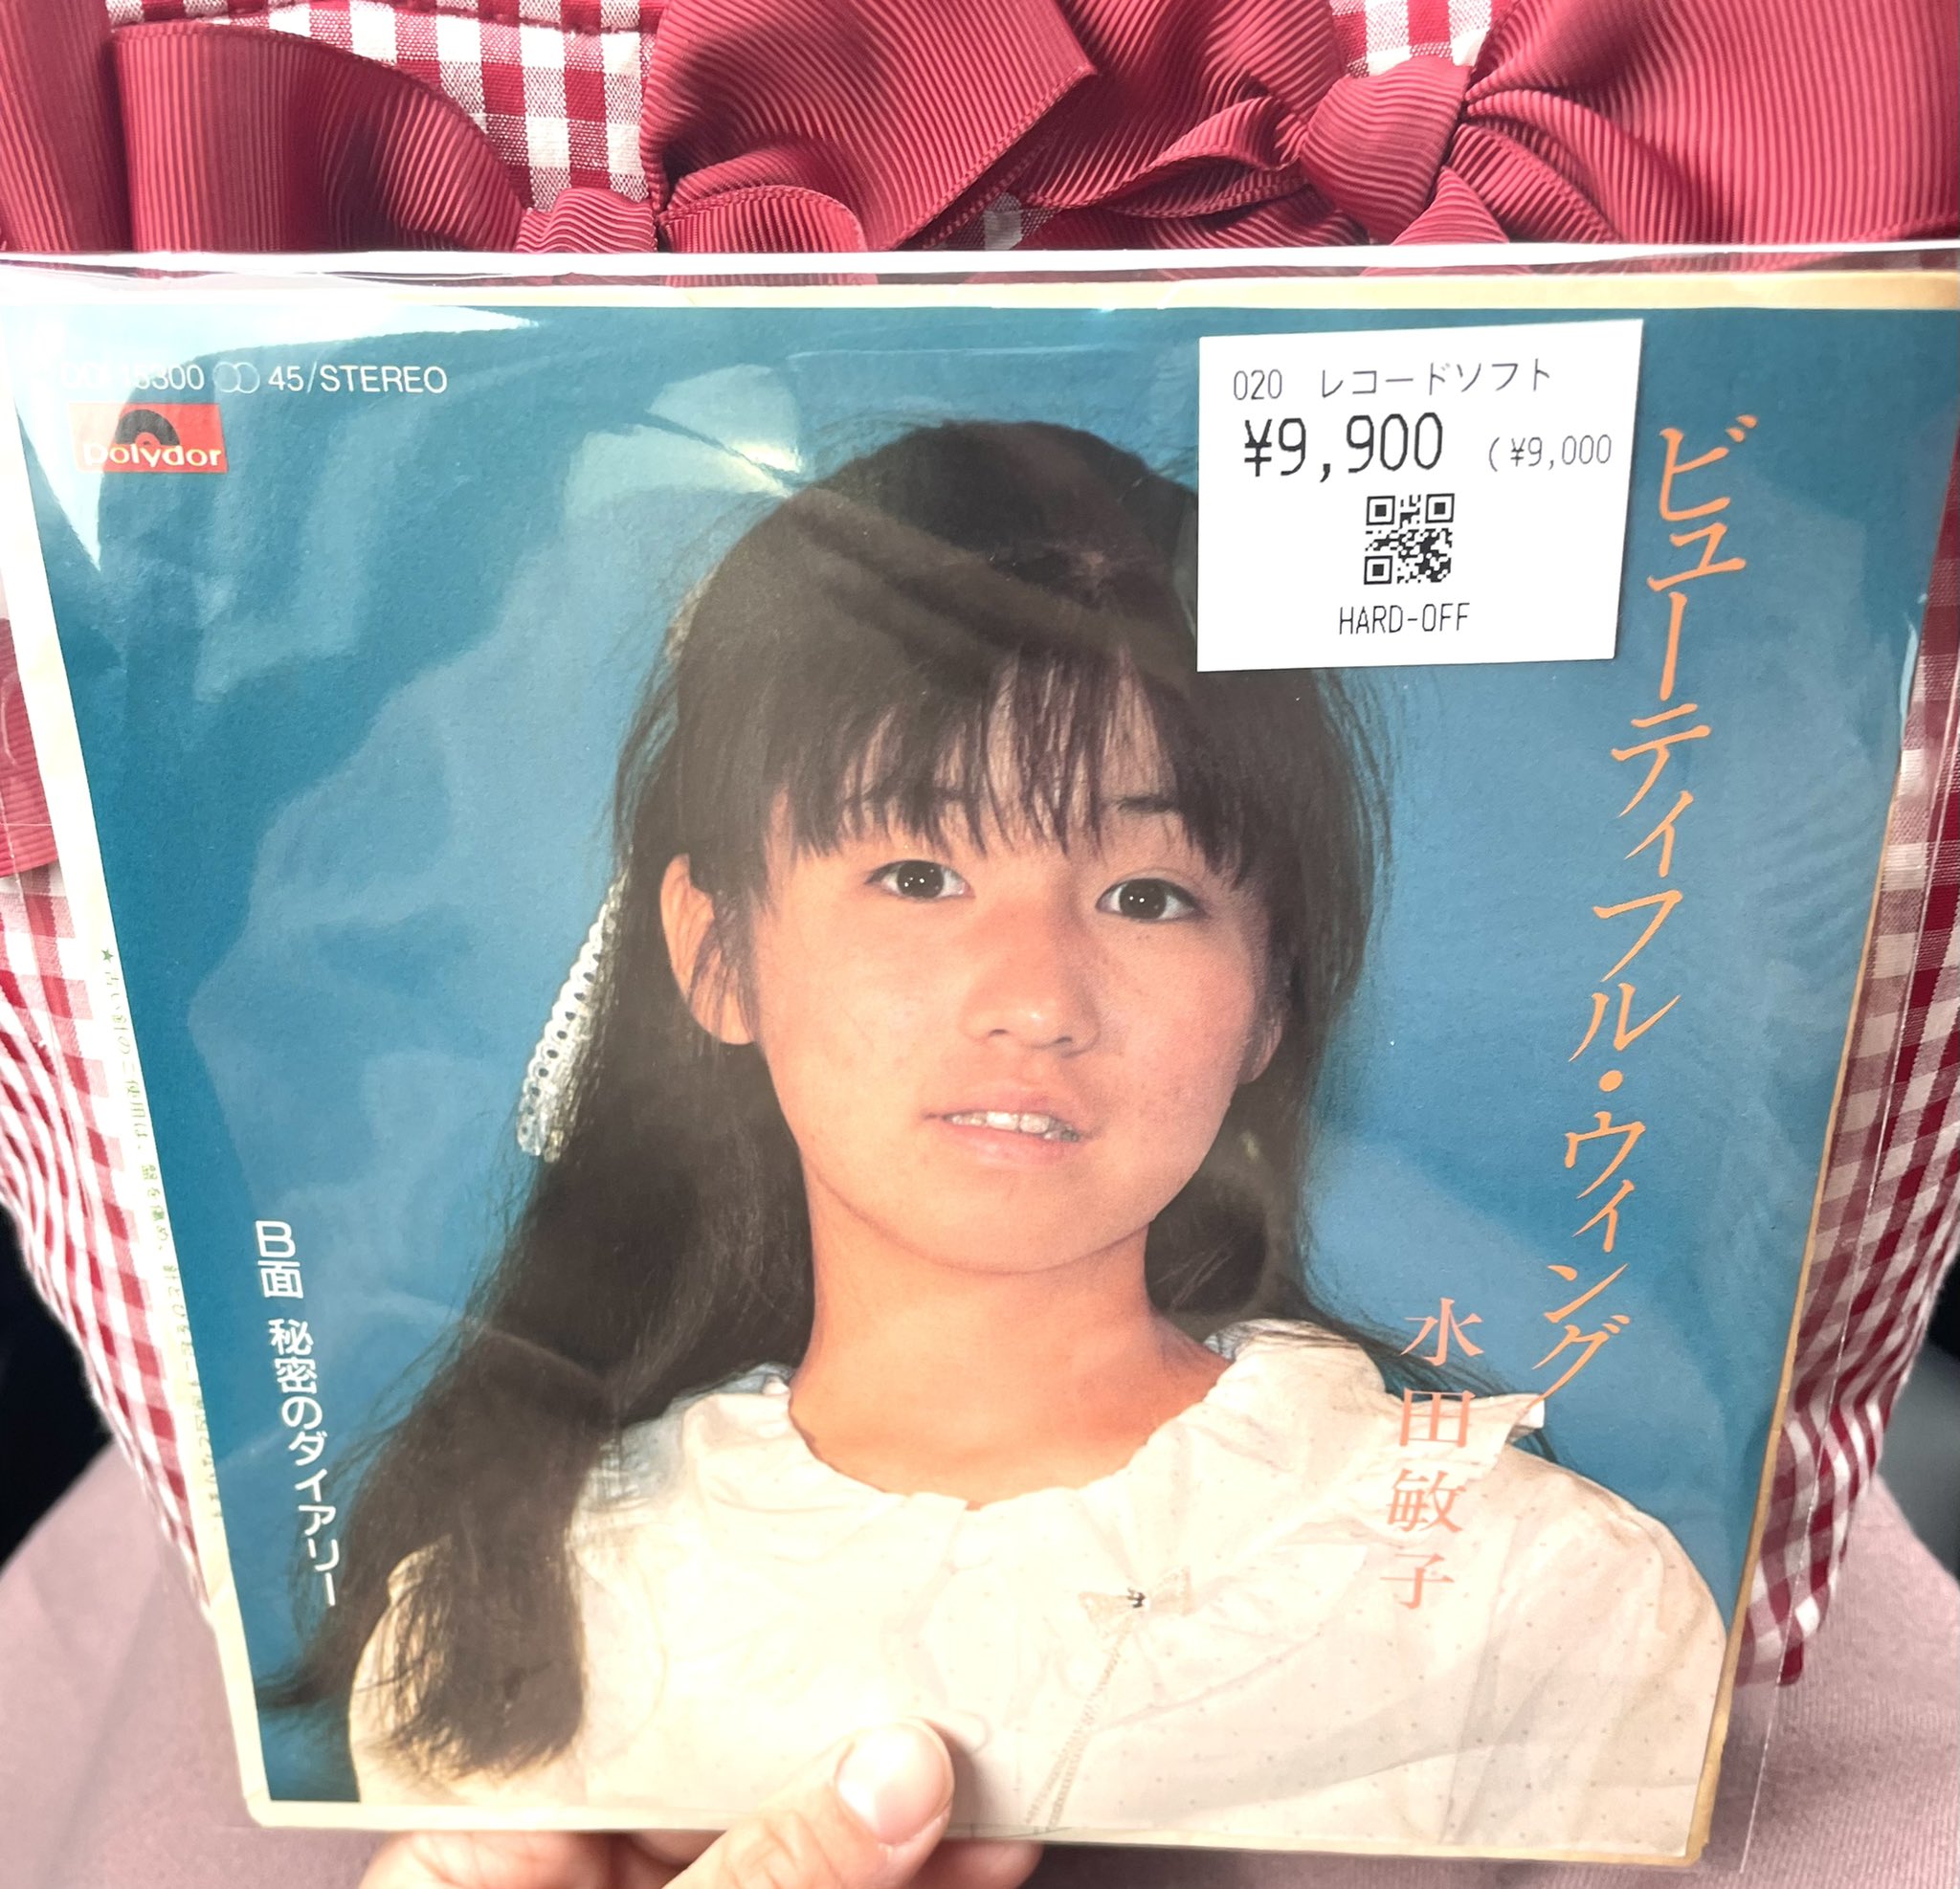 45/STEREO
polydor
020 レコードソフト
¥9,900 (¥9,000
HARD-OFF
ビューティフル・ウィング
水田敏子
B面 秘密のダイアリー